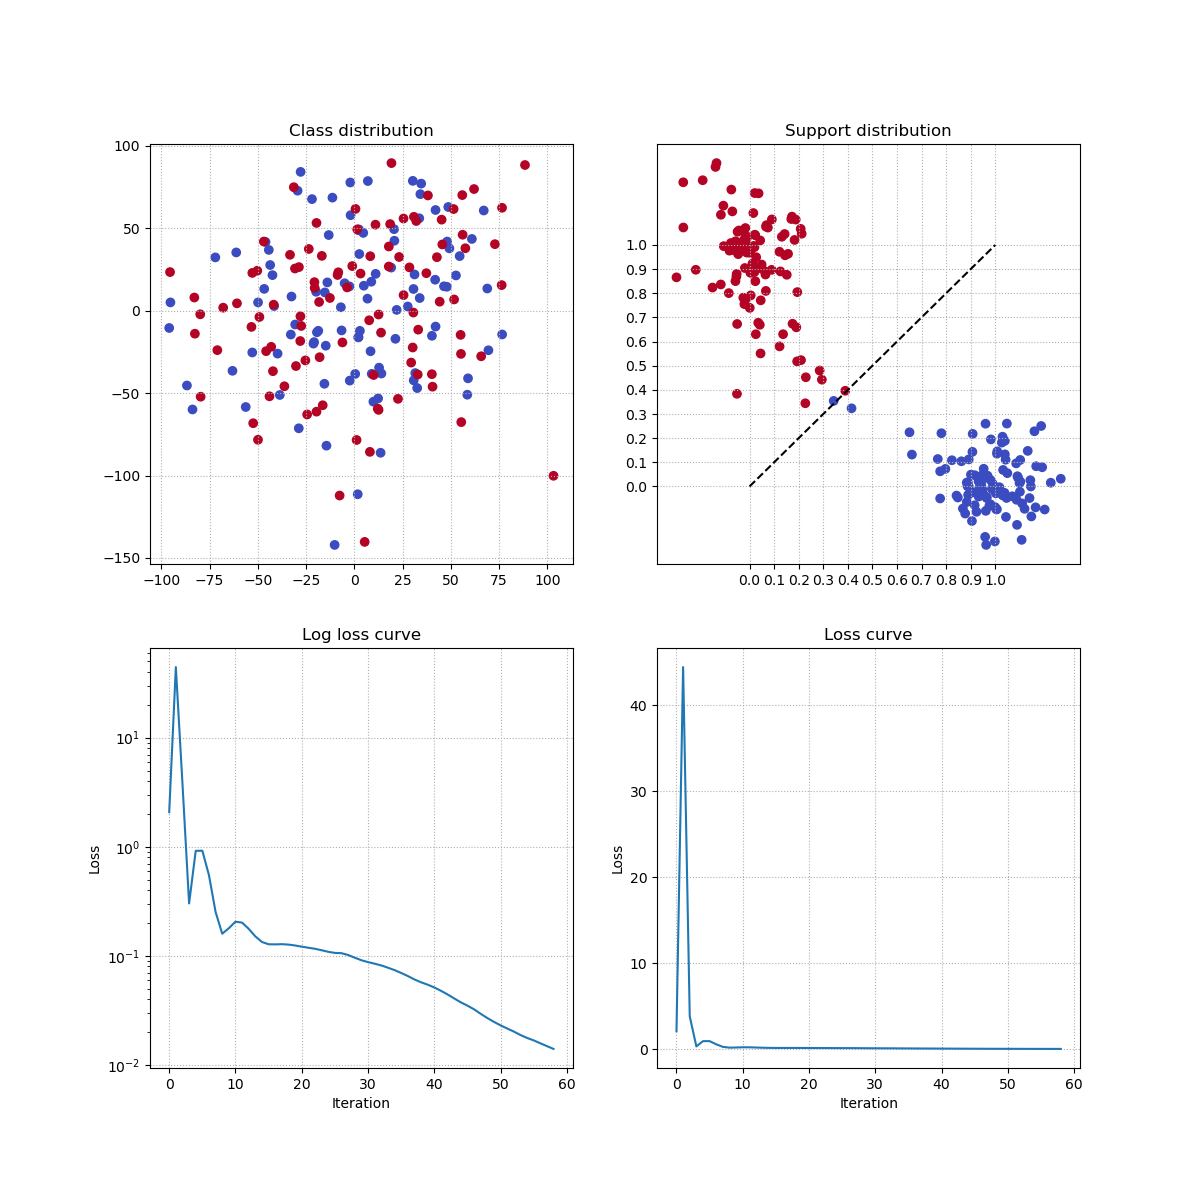 Class distribution
100
50
0
−50
−100
−150
−100 −75 −50 −25 0 25 50 75 100
Support distribution
1.0
0.9
0.8
0.7
0.6
0.5
0.4
0.3
0.2
0.1
0.0
0.0 0.1 0.2 0.3 0.4 0.5 0.6 0.7 0.8 0.9 1.0
Log loss curve
Loss
10¹
10⁰
10⁻¹
10⁻²
0 10 20 30 40 50 60
Iteration
Loss curve
Loss
40
30
20
10
0
0 10 20 30 40 50 60
Iteration